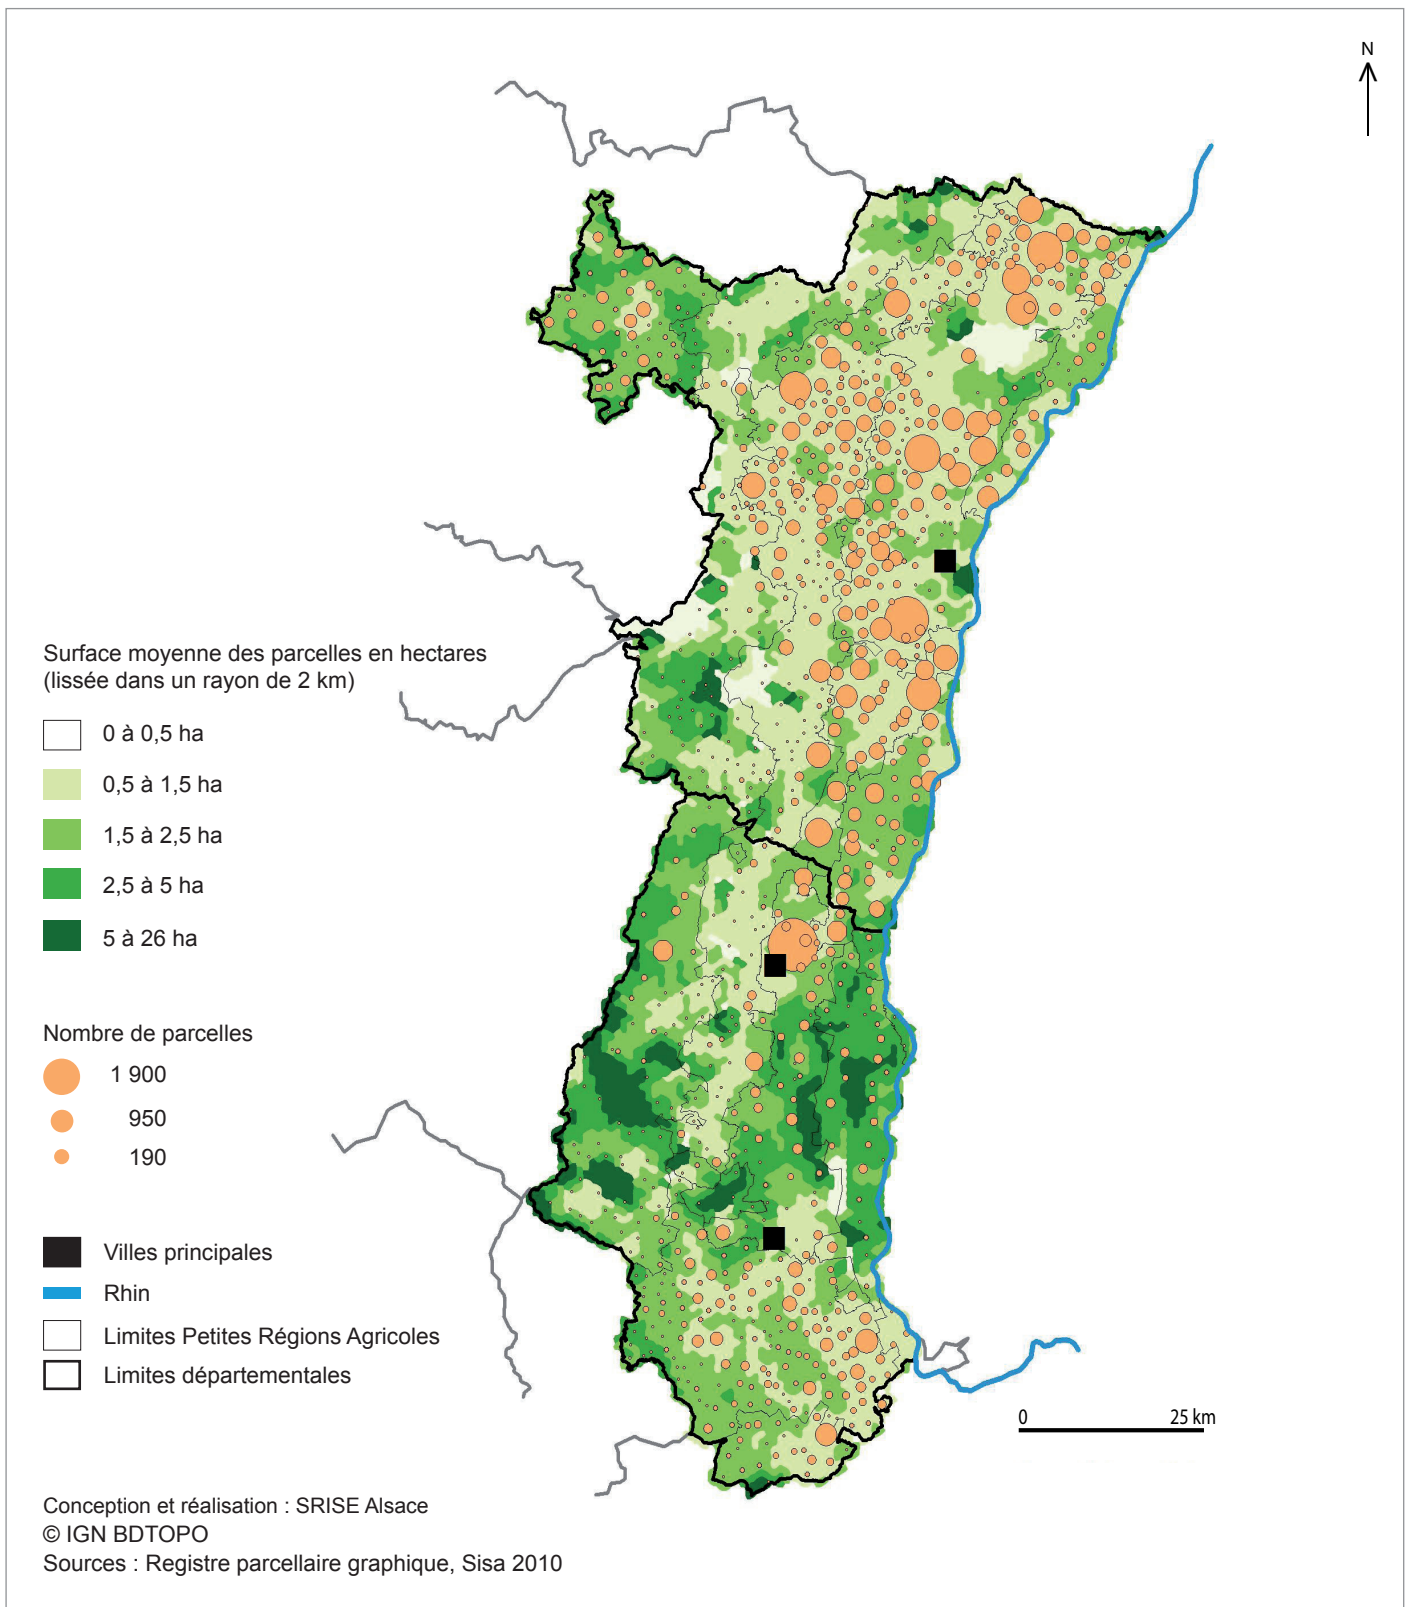 N
Surface moyenne des parcelles en hectares
(lissée dans un rayon de 2 km)
0 à 0,5 ha
0,5 à 1,5 ha
1,5 à 2,5 ha
2,5 à 5 ha
5 à 26 ha
Nombre de parcelles
1 900
950
190
Villes principales
Rhin
Limites Petites Régions Agricoles
Limites départementales
0 25 km
Conception et réalisation : SRISE Alsace
© IGN BDTOPO
Sources : Registre parcellaire graphique, Sisa 2010